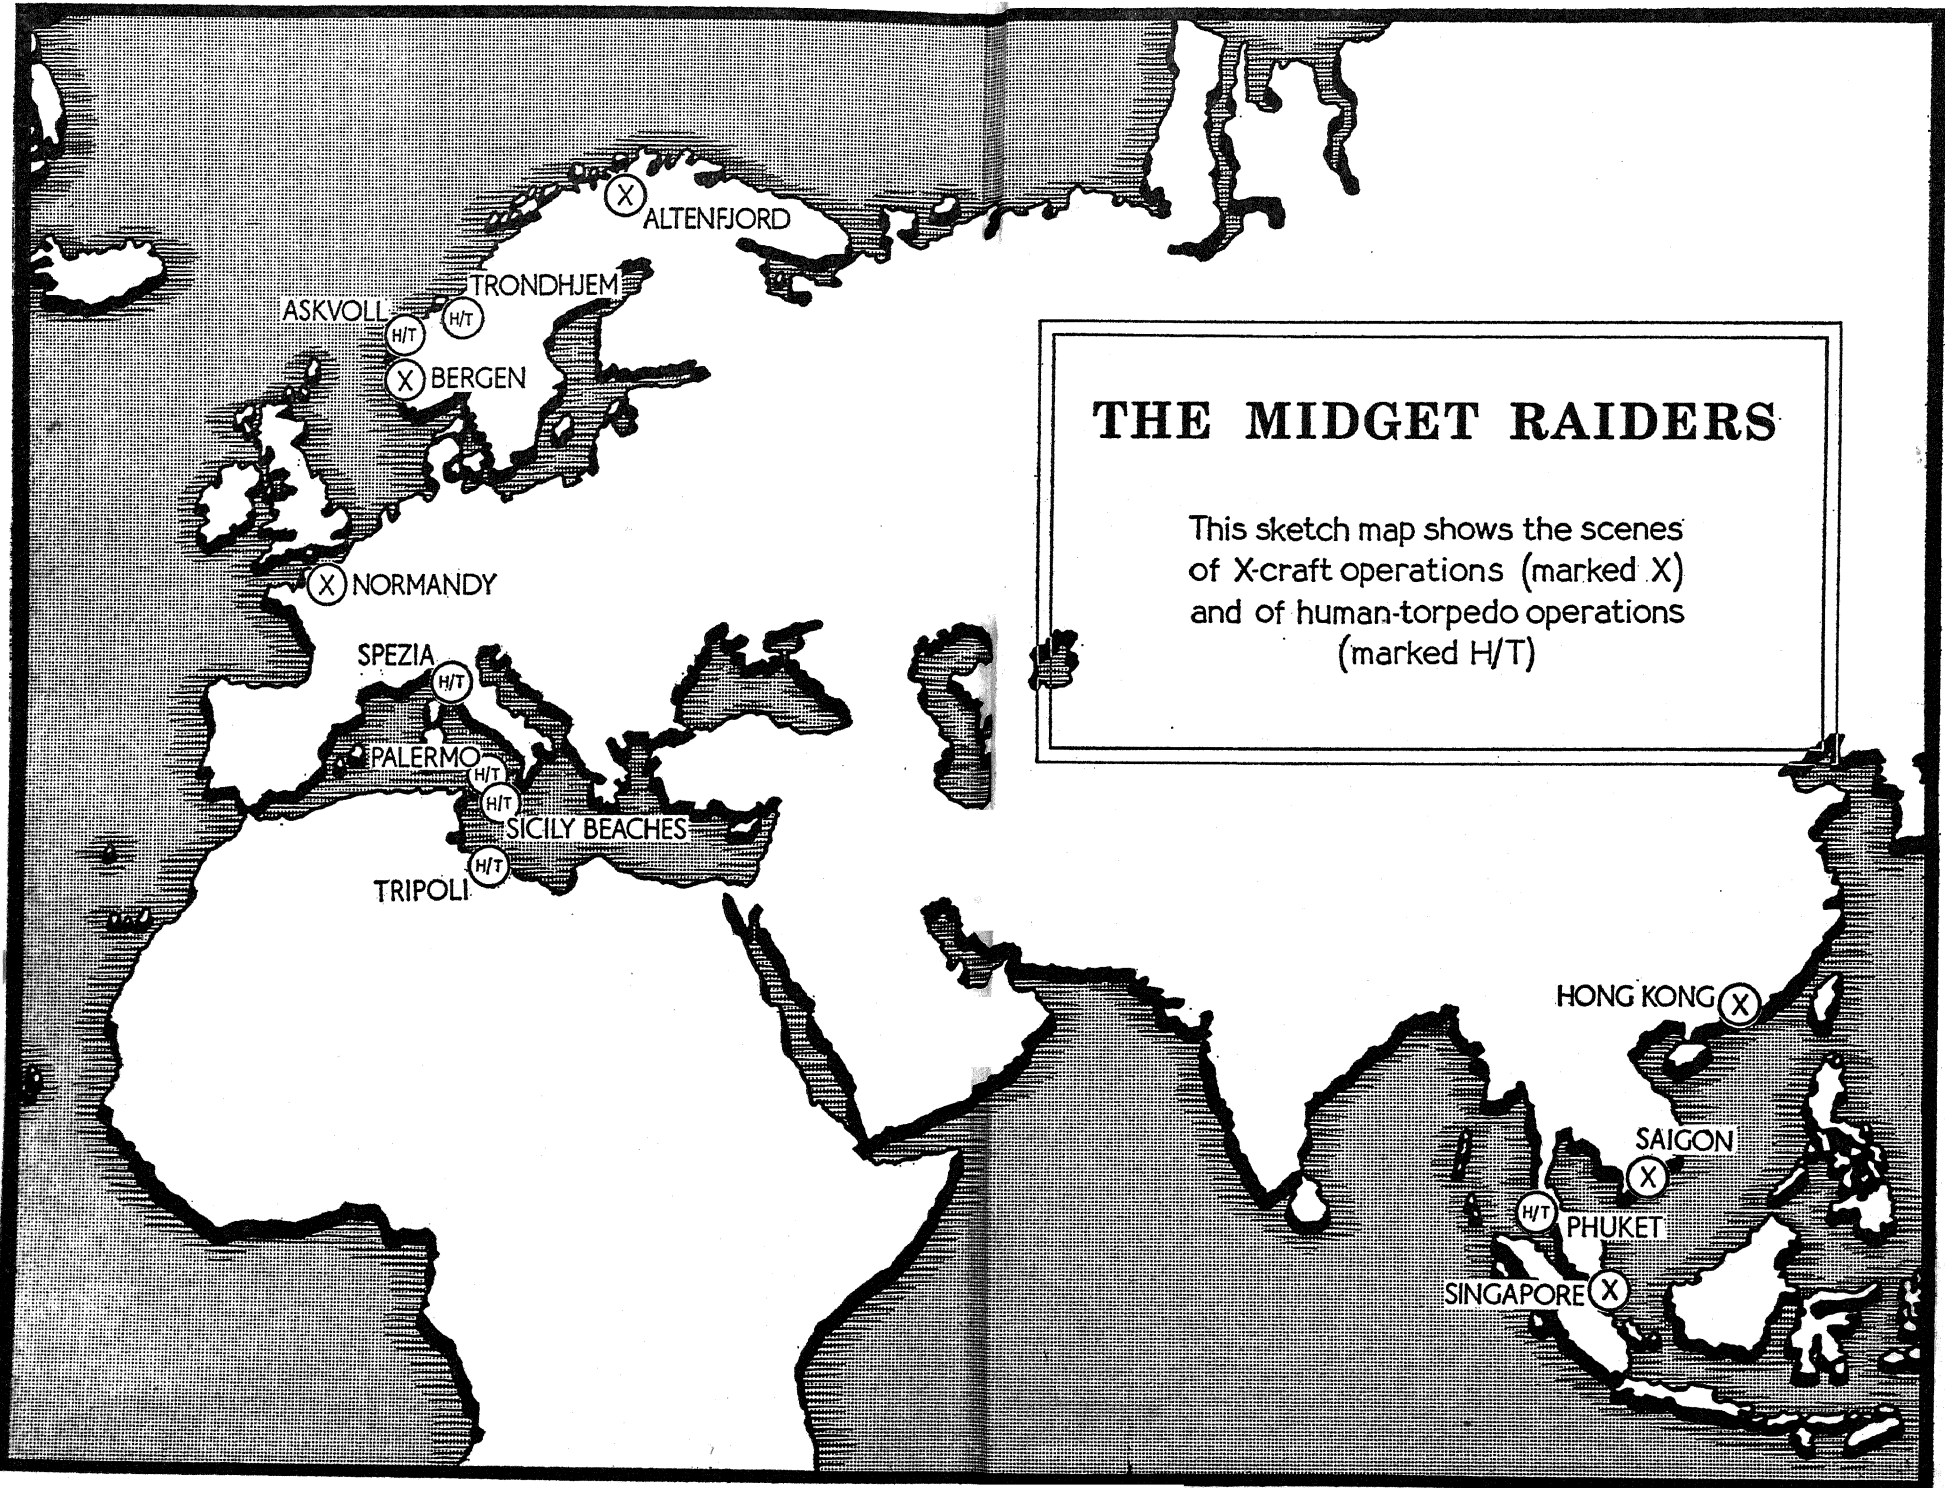 X
ALTENFJORD
TRONDHJEM
ASKVOLL
H/T
H/T
X BERGEN
THE MIDGET RAIDERS
This sketch map shows the scenes
of X-craft operations (marked X)
and of human-torpedo operations
(marked H/T)
X NORMANDY
SPEZIA
H/T
PALERMO
H/T
H/T
SICILY BEACHES
H/T
TRIPOLI
HONG KONG X
SAIGON
X
H/T
PHUKET
SINGAPORE X